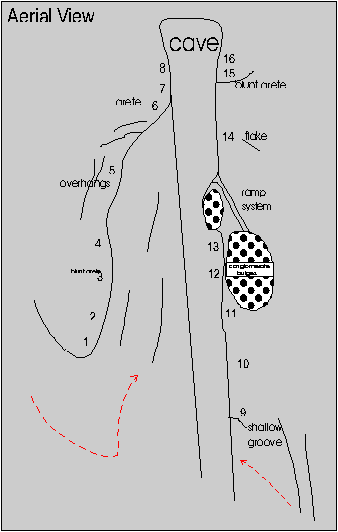 Aerial View
cave
16
8
15
7
blunt arete
arete
6
14
flake
5
overhangs
ramp
system
4
13
blunt arete
3
conglomerate
bulges
12
2
11
1
10
9
shallow
groove